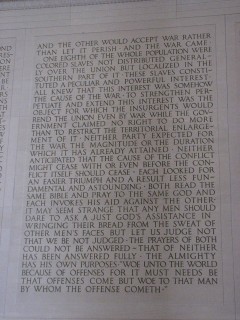 AND THE OTHER WOULD ACCEPT WAR RATHER
THAN LET IT PERISH · AND THE WAR CAME ·
ONE EIGHTH OF THE WHOLE POPULATION WERE
COLORED SLAVES NOT DISTRIBUTED GENERAL-
LY OVER THE UNION BUT LOCALIZED IN THE
SOUTHERN PART OF IT · THESE SLAVES CONSTI-
TUTED A PECULIAR AND POWERFUL INTEREST ·
ALL KNEW THAT THIS INTEREST WAS SOMEHOW
THE CAUSE OF THE WAR · TO STRENGTHEN PER-
PETUATE AND EXTEND THIS INTEREST WAS THE
OBJECT FOR WHICH THE INSURGENTS WOULD
REND THE UNION EVEN BY WAR WHILE THE GOV-
ERNMENT CLAIMED NO RIGHT TO DO MORE
THAN TO RESTRICT THE TERRITORIAL ENLARGE-
MENT OF IT · NEITHER PARTY EXPECTED FOR
THE WAR THE MAGNITUDE OR THE DURATION
WHICH IT HAS ALREADY ATTAINED · NEITHER
ANTICIPATED THAT THE CAUSE OF THE CONFLICT
MIGHT CEASE WITH OR EVEN BEFORE THE CON-
FLICT ITSELF SHOULD CEASE · EACH LOOKED FOR
AN EASIER TRIUMPH AND A RESULT LESS FUN-
DAMENTAL AND ASTOUNDING · BOTH READ THE
SAME BIBLE AND PRAY TO THE SAME GOD AND
EACH INVOKES HIS AID AGAINST THE OTHER ·
IT MAY SEEM STRANGE THAT ANY MEN SHOULD
DARE TO ASK A JUST GOD'S ASSISTANCE IN
WRINGING THEIR BREAD FROM THE SWEAT OF
OTHER MEN'S FACES BUT LET US JUDGE NOT
THAT WE BE NOT JUDGED · THE PRAYERS OF BOTH
COULD NOT BE ANSWERED – THAT OF NEITHER
HAS BEEN ANSWERED FULLY · THE ALMIGHTY
HAS HIS OWN PURPOSES · "WOE UNTO THE WORLD
BECAUSE OF OFFENSES FOR IT MUST NEEDS BE
THAT OFFENSES COME BUT WOE TO THAT MAN
BY WHOM THE OFFENSE COMETH ·"